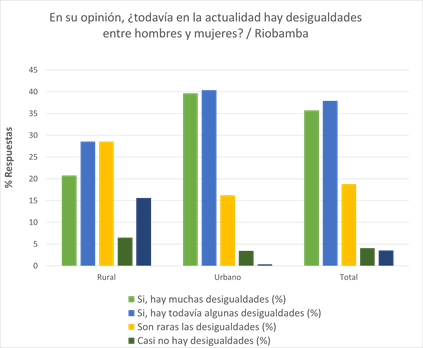 En su opinión, ¿todavía en la actualidad hay desigualdades
entre hombres y mujeres? / Riobamba
45
40
35
30
25
20
15
10
5
0
% Respuestas
Rural
Urbano
Total
Si, hay muchas desigualdades (%)
Si, hay todavía algunas desigualdades (%)
Son raras las desigualdades (%)
Casi no hay desigualdades (%)